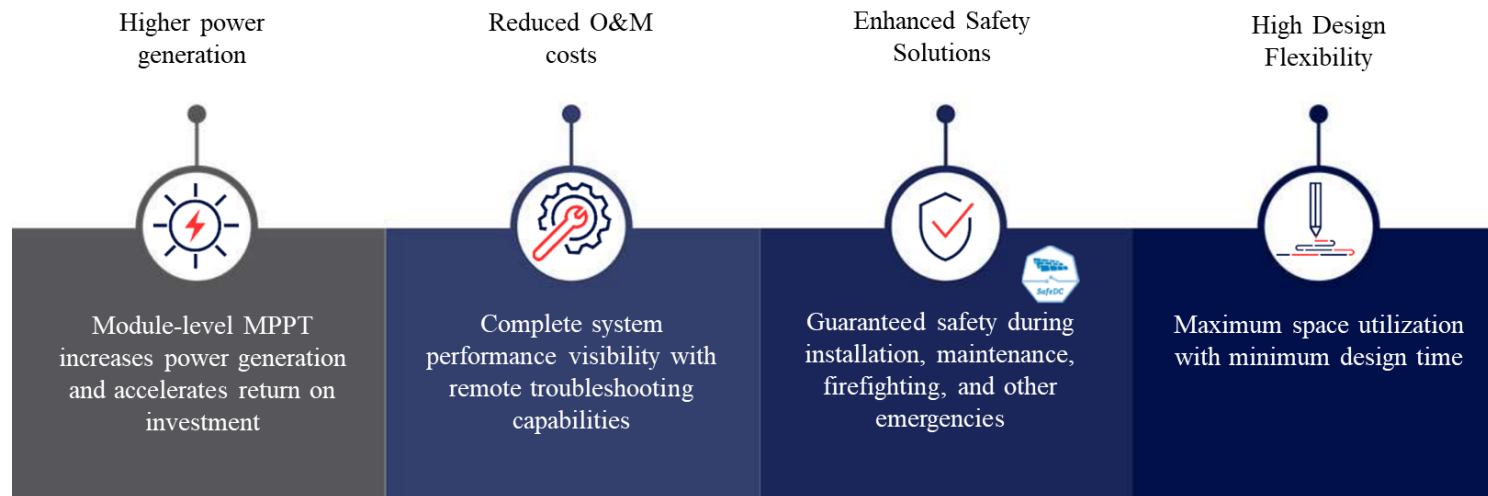 Higher power
generation
Reduced O&M
costs
Enhanced Safety
Solutions
High Design
Flexibility
SafeDC
Module-level MPPT
increases power generation
and accelerates return on
investment
Complete system
performance visibility with
remote troubleshooting
capabilities
Guaranteed safety during
installation, maintenance,
firefighting, and other
emergencies
Maximum space utilization
with minimum design time